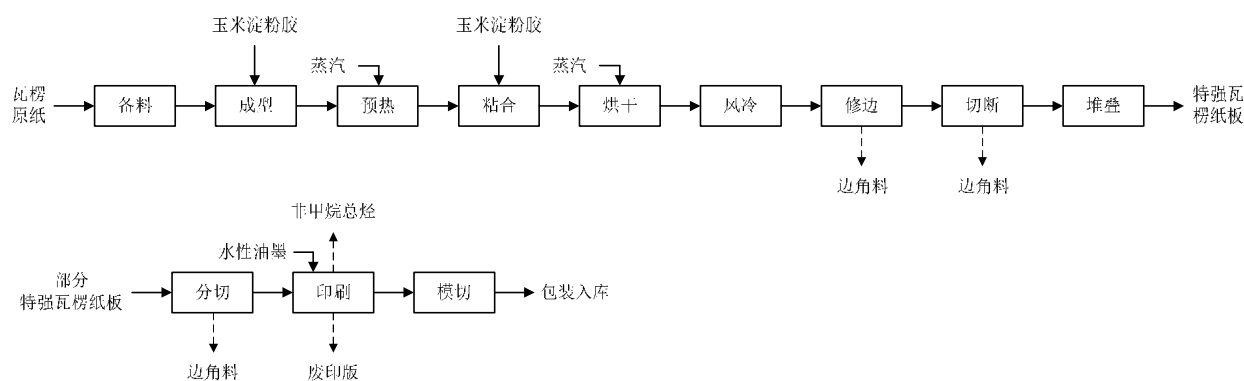 玉米淀粉胶
玉米淀粉胶
蒸汽
蒸汽
瓦楞
原纸
备料
成型
预热
粘合
烘干
风冷
修边
切断
堆叠
特强瓦
楞纸板
边角料
边角料
非甲烷总烃
水性油墨
部分
特强瓦楞纸板
分切
印刷
模切
包装入库
边角料
废印版